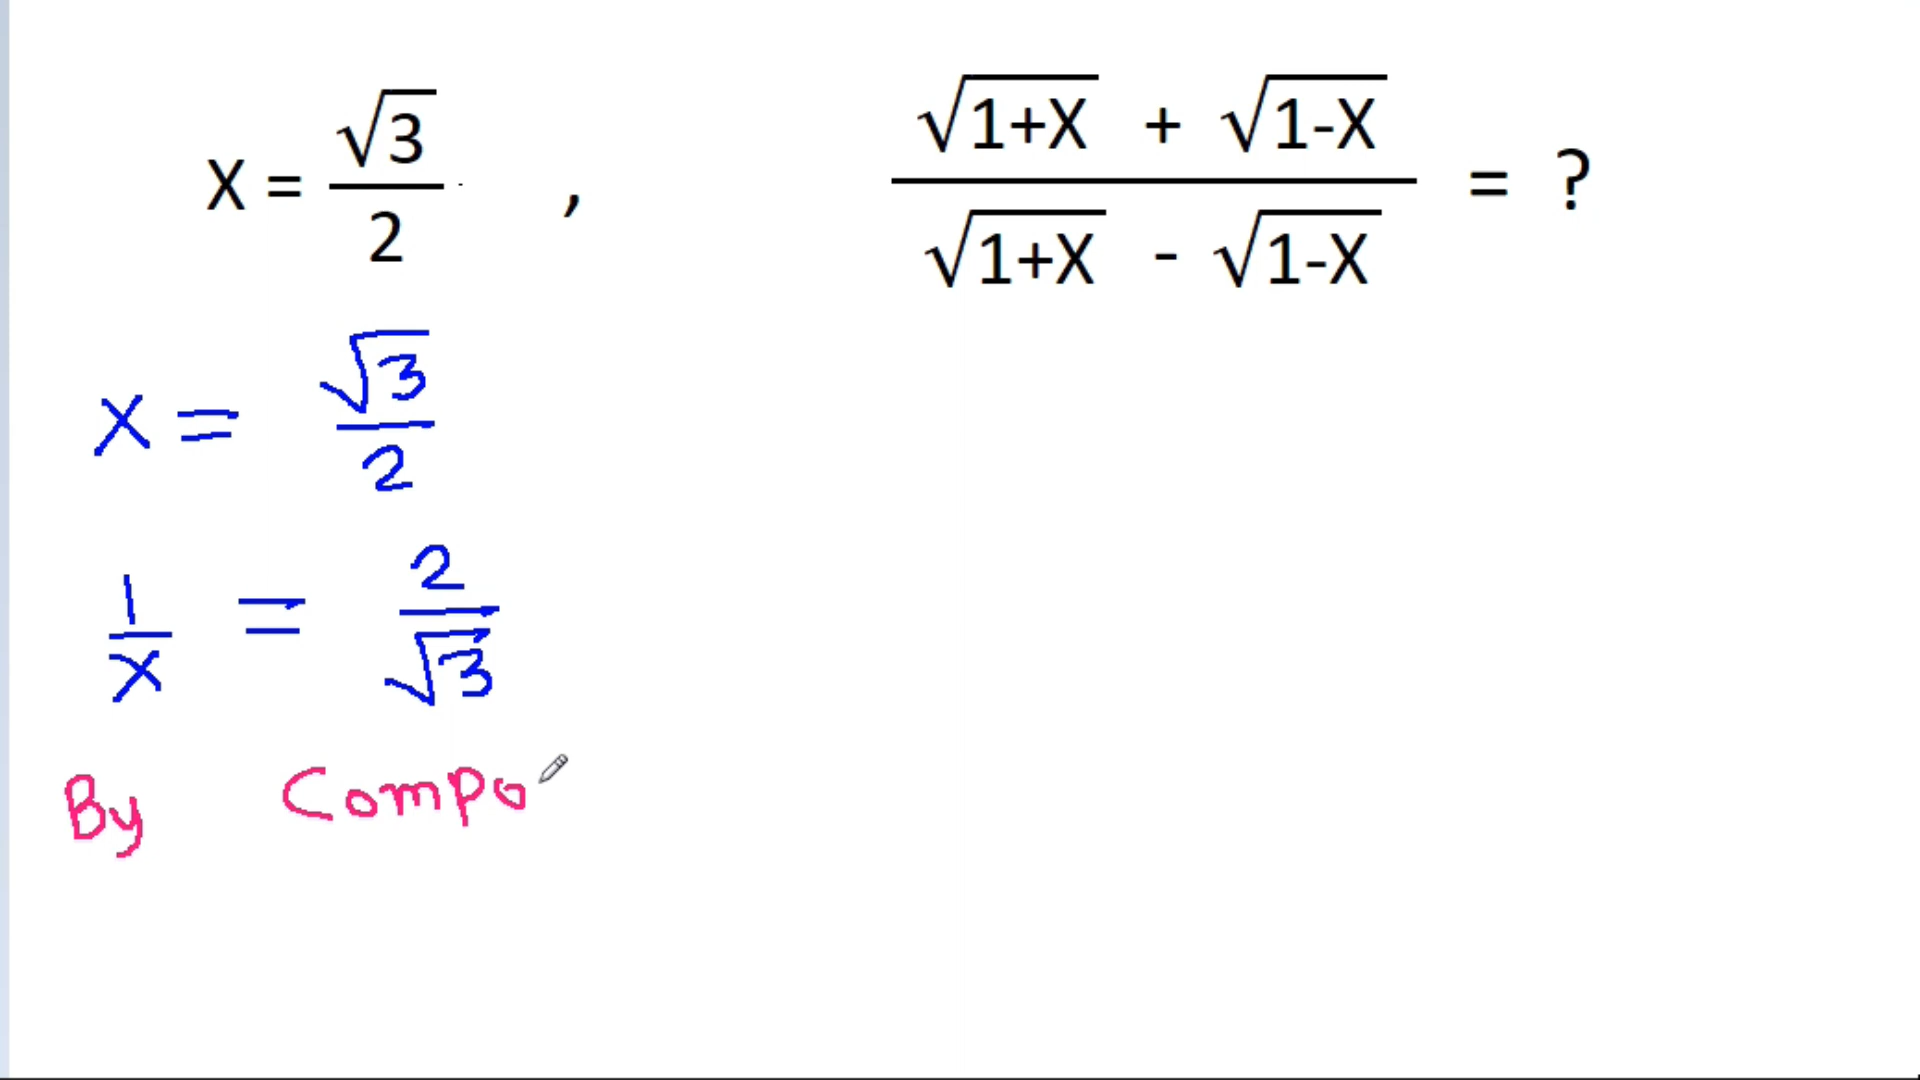 X = √3/2 , (√1+X + √1-X)/(√1+X - √1-X) = ?
x = √3/2
1/x = 2/√3
By Compo